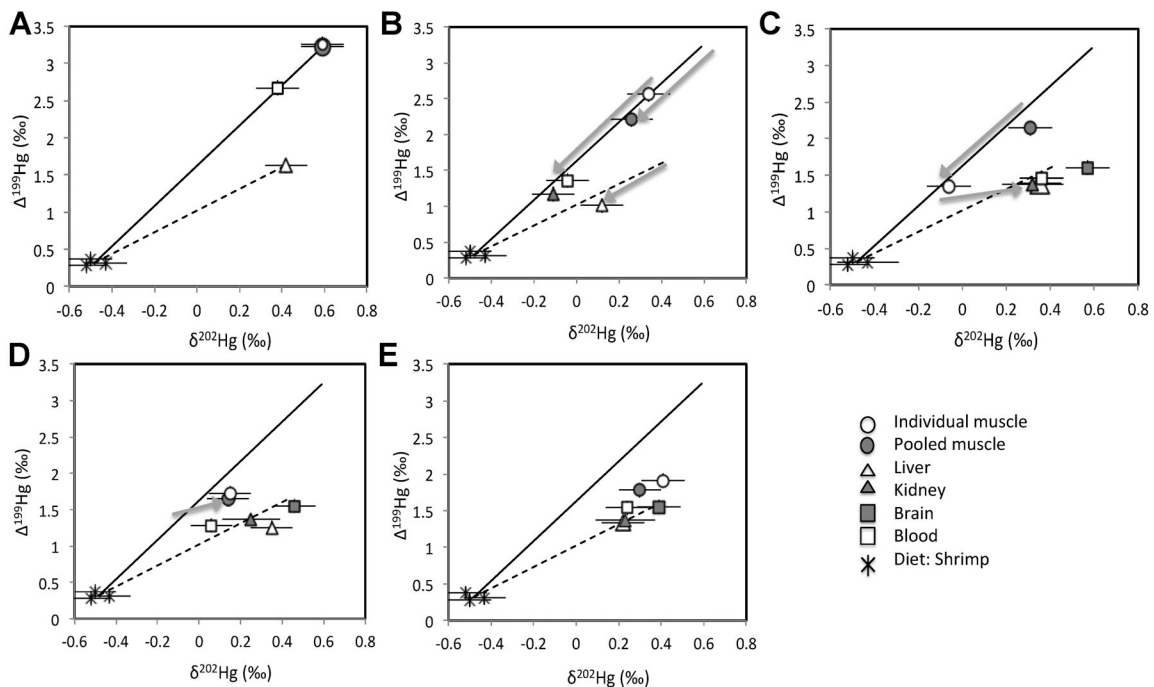 A
3.5
3
2.5
2
1.5
1
0.5
0
-0.6 -0.4 -0.2 0 0.2 0.4 0.6 0.8
Δ¹⁹⁹Hg (‰)
δ²⁰²Hg (‰)
B
3.5
3
2.5
2
1.5
1
0.5
0
-0.6 -0.4 -0.2 0 0.2 0.4 0.6 0.8
Δ¹⁹⁹Hg (‰)
δ²⁰²Hg (‰)
C
3.5
3
2.5
2
1.5
1
0.5
0
-0.6 -0.4 -0.2 0 0.2 0.4 0.6 0.8
Δ¹⁹⁹Hg (‰)
δ²⁰²Hg (‰)
D
3.5
3
2.5
2
1.5
1
0.5
0
-0.6 -0.4 -0.2 0 0.2 0.4 0.6 0.8
Δ¹⁹⁹Hg (‰)
δ²⁰²Hg (‰)
E
3.5
3
2.5
2
1.5
1
0.5
0
-0.6 -0.4 -0.2 0 0.2 0.4 0.6 0.8
Δ¹⁹⁹Hg (‰)
δ²⁰²Hg (‰)
Individual muscle
Pooled muscle
Liver
Kidney
Brain
Blood
Diet: Shrimp